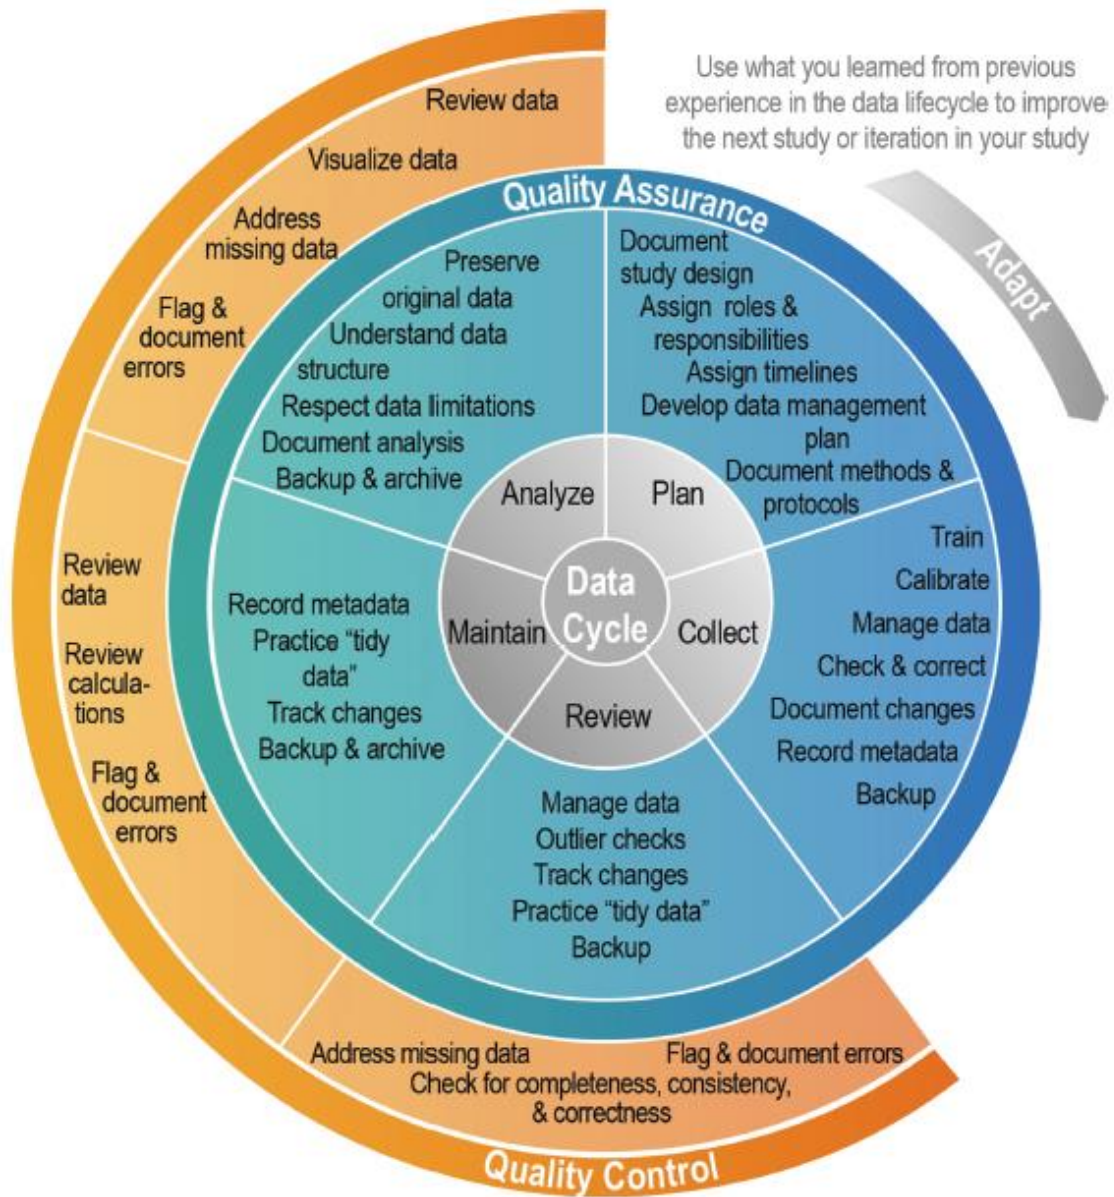 Use what you learned from previous
experience in the data lifecycle to improve
the next study or iteration in your study
Adapt
Quality Assurance
Data
Cycle
Plan
Collect
Review
Maintain
Analyze
Document
study design
Assign roles &
responsibilities
Assign timelines
Develop data management
plan
Document methods &
protocols
Train
Calibrate
Manage data
Check & correct
Document changes
Record metadata
Backup
Manage data
Outlier checks
Track changes
Practice “tidy data”
Backup
Record metadata
Practice “tidy
data”
Track changes
Backup & archive
Preserve
original data
Understand data
structure
Respect data limitations
Document analysis
Backup & archive
Quality Control
Address missing data
Flag & document errors
Check for completeness, consistency,
& correctness
Review
data
Review
calcula-
tions
Flag &
document
errors
Review data
Visualize data
Address
missing data
Flag &
document
errors